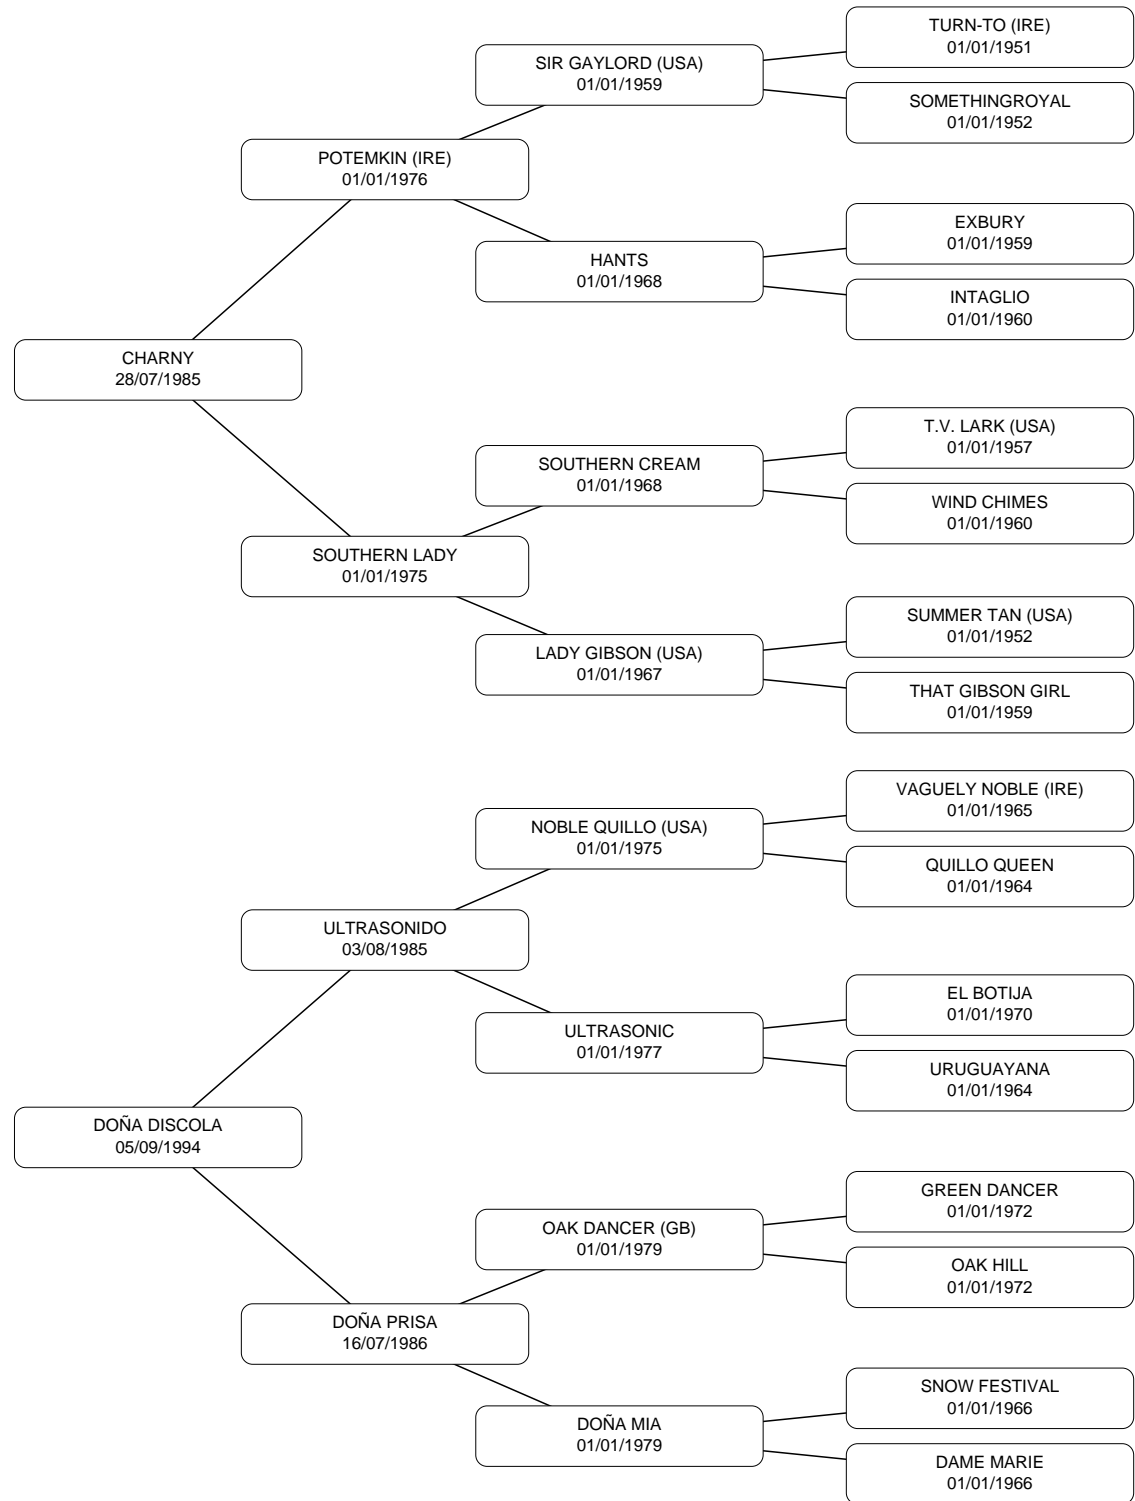 TURN-TO (IRE)
01/01/1951
SIR GAYLORD (USA)
01/01/1959
SOMETHINGROYAL
01/01/1952
POTEMKIN (IRE)
01/01/1976
EXBURY
01/01/1959
HANTS
01/01/1968
INTAGLIO
01/01/1960
CHARNY
28/07/1985
T.V. LARK (USA)
01/01/1957
SOUTHERN CREAM
01/01/1968
WIND CHIMES
01/01/1960
SOUTHERN LADY
01/01/1975
SUMMER TAN (USA)
01/01/1952
LADY GIBSON (USA)
01/01/1967
THAT GIBSON GIRL
01/01/1959
VAGUELY NOBLE (IRE)
01/01/1965
NOBLE QUILLO (USA)
01/01/1975
QUILLO QUEEN
01/01/1964
ULTRASONIDO
03/08/1985
EL BOTIJA
01/01/1970
ULTRASONIC
01/01/1977
URUGUAYANA
01/01/1964
DOÑA DISCOLA
05/09/1994
GREEN DANCER
01/01/1972
OAK DANCER (GB)
01/01/1979
OAK HILL
01/01/1972
DOÑA PRISA
16/07/1986
SNOW FESTIVAL
01/01/1966
DOÑA MIA
01/01/1979
DAME MARIE
01/01/1966